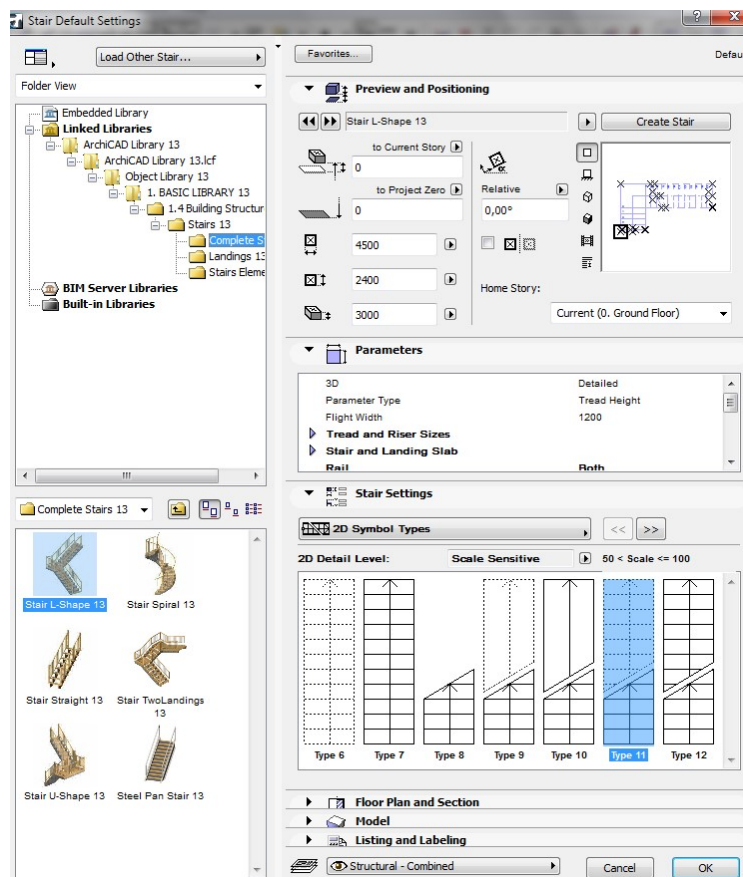 Stair Default Settings
Load Other Stair...
Folder View
Embedded Library
Linked Libraries
ArchiCAD Library 13
ArchiCAD Library 13.lcf
Object Library 13
1. BASIC LIBRARY 13
1.4 Building Structur
Stairs 13
Complete S
Landings 13
Stairs Eleme
BIM Server Libraries
Built-in Libraries
Complete Stairs 13
Stair L-Shape 13
Stair Spiral 13
Stair Straight 13
Stair TwoLandings
13
Stair U-Shape 13
Steel Pan Stair 13
Favorites...
Defau
Preview and Positioning
Stair L-Shape 13
Create Stair
to Current Story
0
to Project Zero
0
Relative
0,00°
4500
2400
3000
Home Story:
Current (0. Ground Floor)
Parameters
3D Detailed
Parameter Type Tread Height
Flight Width 1200
Tread and Riser Sizes
Stair and Landing Slab
Rail Both
Stair Settings
2D Symbol Types
<< >>
2D Detail Level: Scale Sensitive 50 < Scale <= 100
Type 6 Type 7 Type 8 Type 9 Type 10 Type 11 Type 12
Floor Plan and Section
Model
Listing and Labeling
Structural - Combined
Cancel
OK